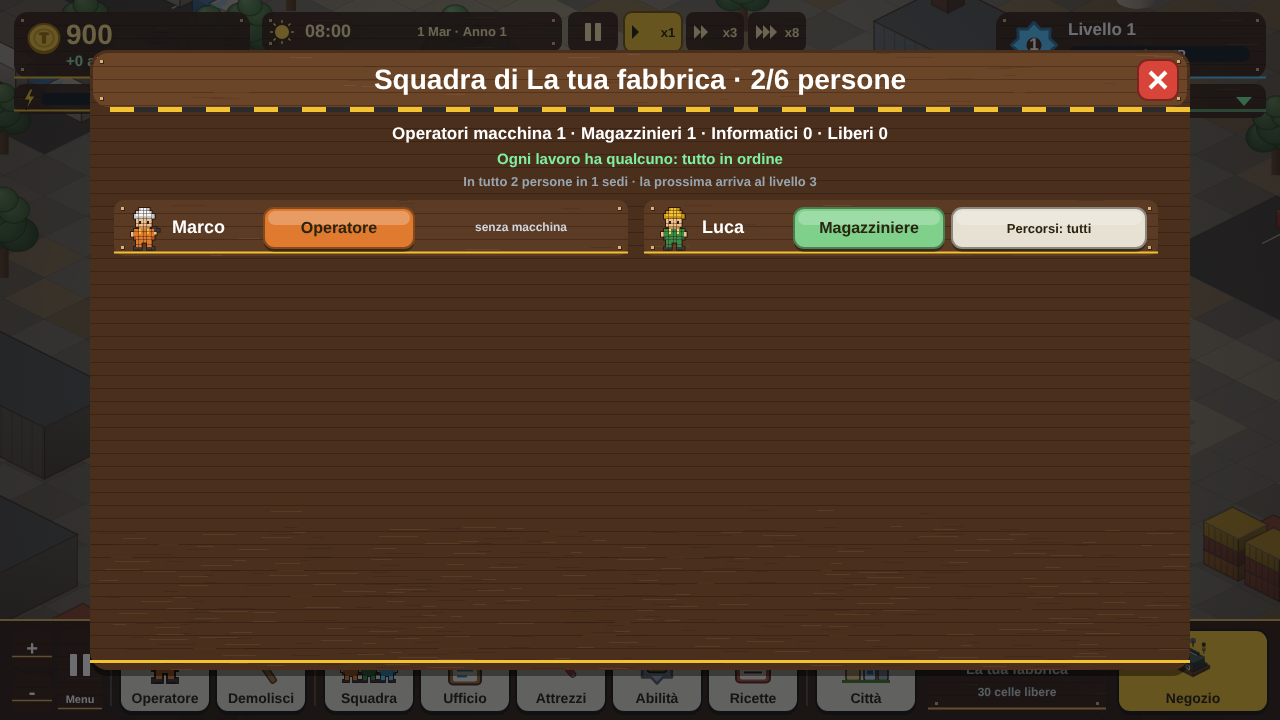 900
+0 a
08:00
1 Mar · Anno 1
x1
x3
x8
1
Livello 1
Squadra di La tua fabbrica · 2/6 persone
Operatori macchina 1 · Magazzinieri 1 · Informatici 0 · Liberi 0
Ogni lavoro ha qualcuno: tutto in ordine
In tutto 2 persone in 1 sedi · la prossima arriva al livello 3
Marco
Operatore
senza macchina
Luca
Magazziniere
Percorsi: tutti
+
-
Menu
Operatore
Demolisci
Squadra
Ufficio
Attrezzi
Abilità
Ricette
Città
La tua fabbrica
30 celle libere
Negozio